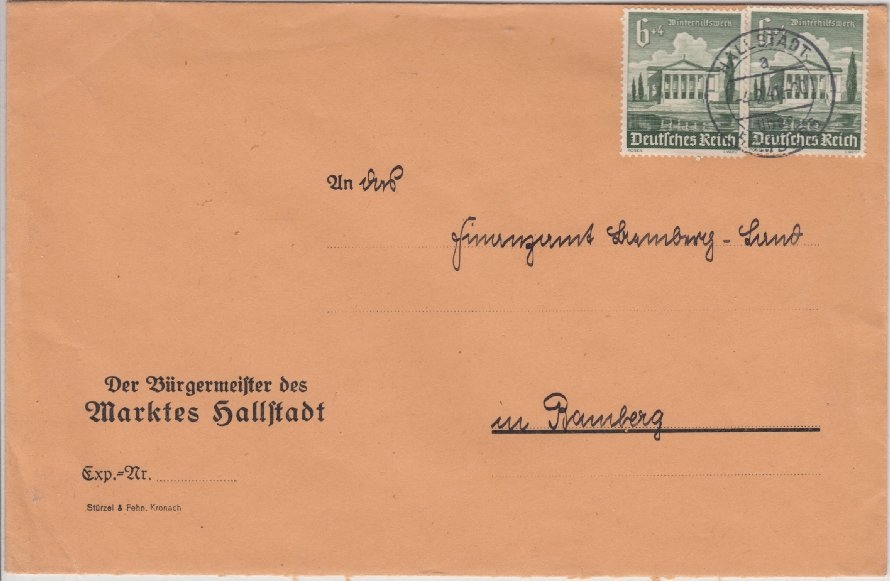 6+4 Winterhilfswerk
Deutsches Reich
6+4 Winterhilfswerk
Deutsches Reich
HALLSTADT
a
An das
Finanzamt Bamberg-Land
in Bamberg
Der Bürgermeister des
Marktes Hallstadt
Exp.-Nr.
Stürzel & Fehn, Kronach